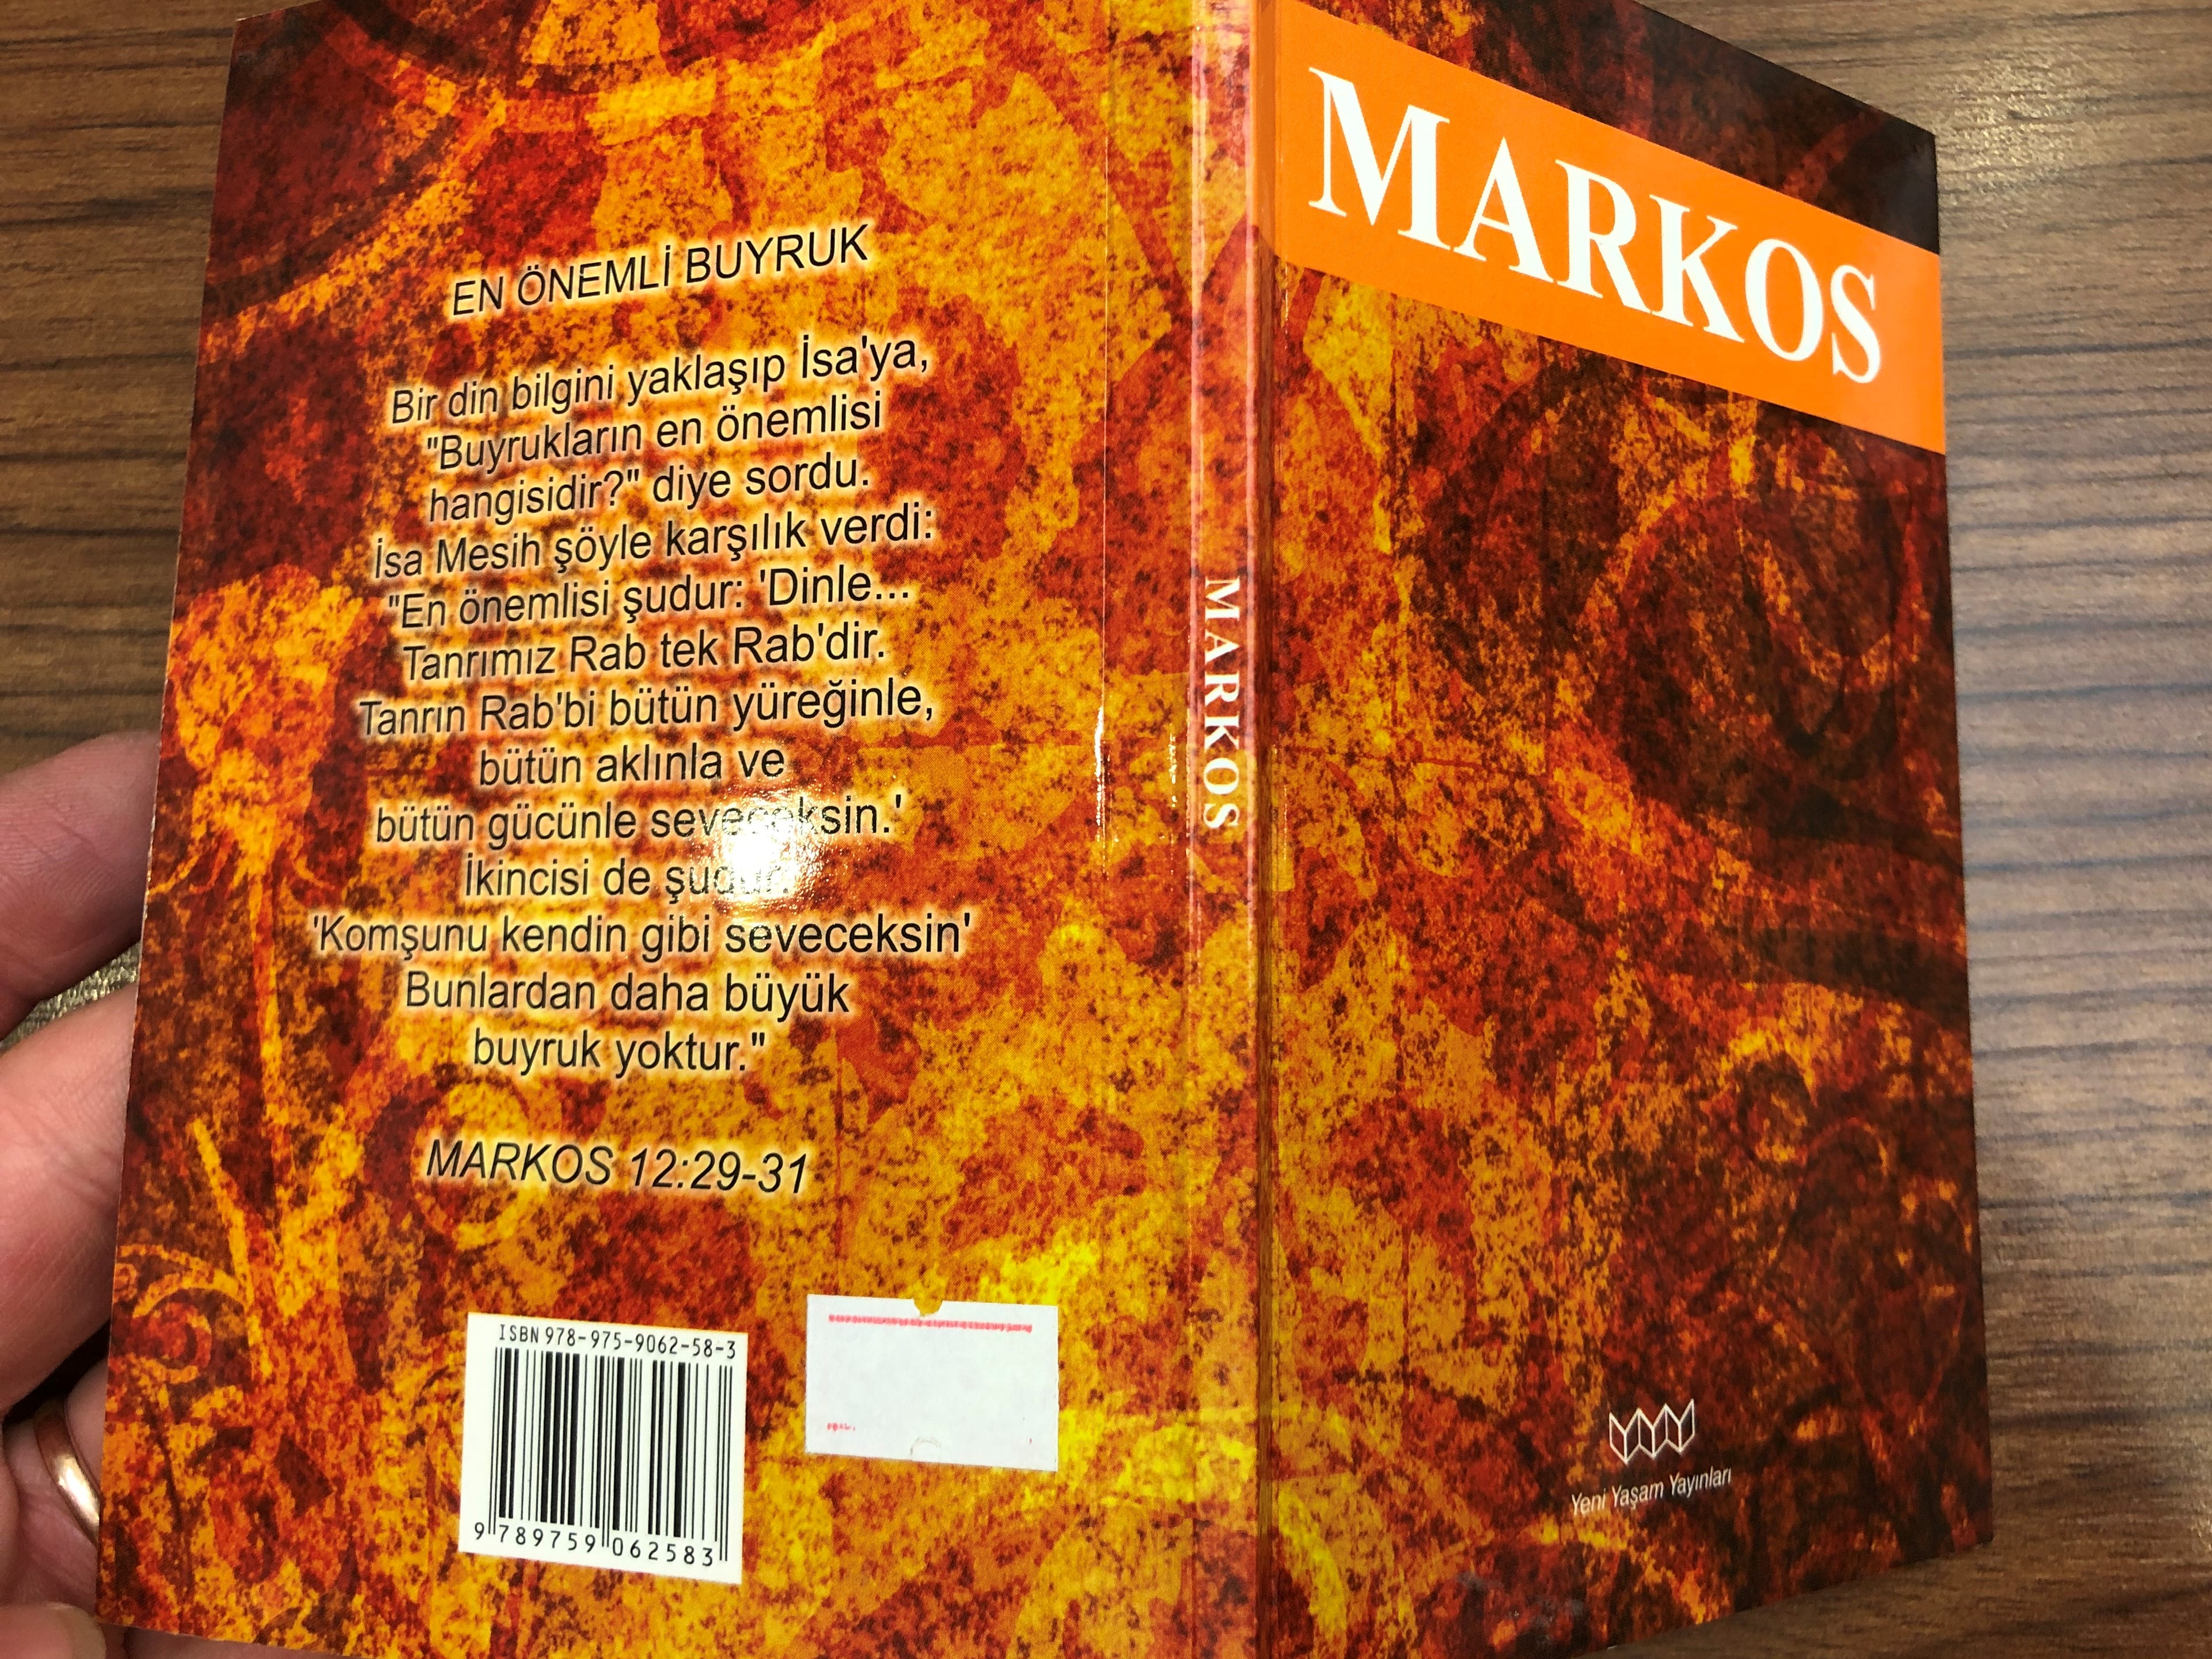 EN ÖNEMLİ BUYRUK
Bir din bilgini yaklaşıp İsa'ya,
"Buyrukların en önemlisi
hangisidir?" diye sordu.
İsa Mesih şöyle karşılık verdi:
"En önemlisi şudur: 'Dinle...
Tanrımız Rab tek Rab'dir.
Tanrın Rab'bi bütün yüreğinle,
bütün aklınla ve
bütün gücünle seveceksin.'
İkincisi de şudur:
'Komşunu kendin gibi seveceksin'
Bunlardan daha büyük
buyruk yoktur."
MARKOS 12:29-31
ISBN 978-975-9062-58-3
9 789759 062583
MARKOS
MARKOS
Yeni Yaşam Yayınları